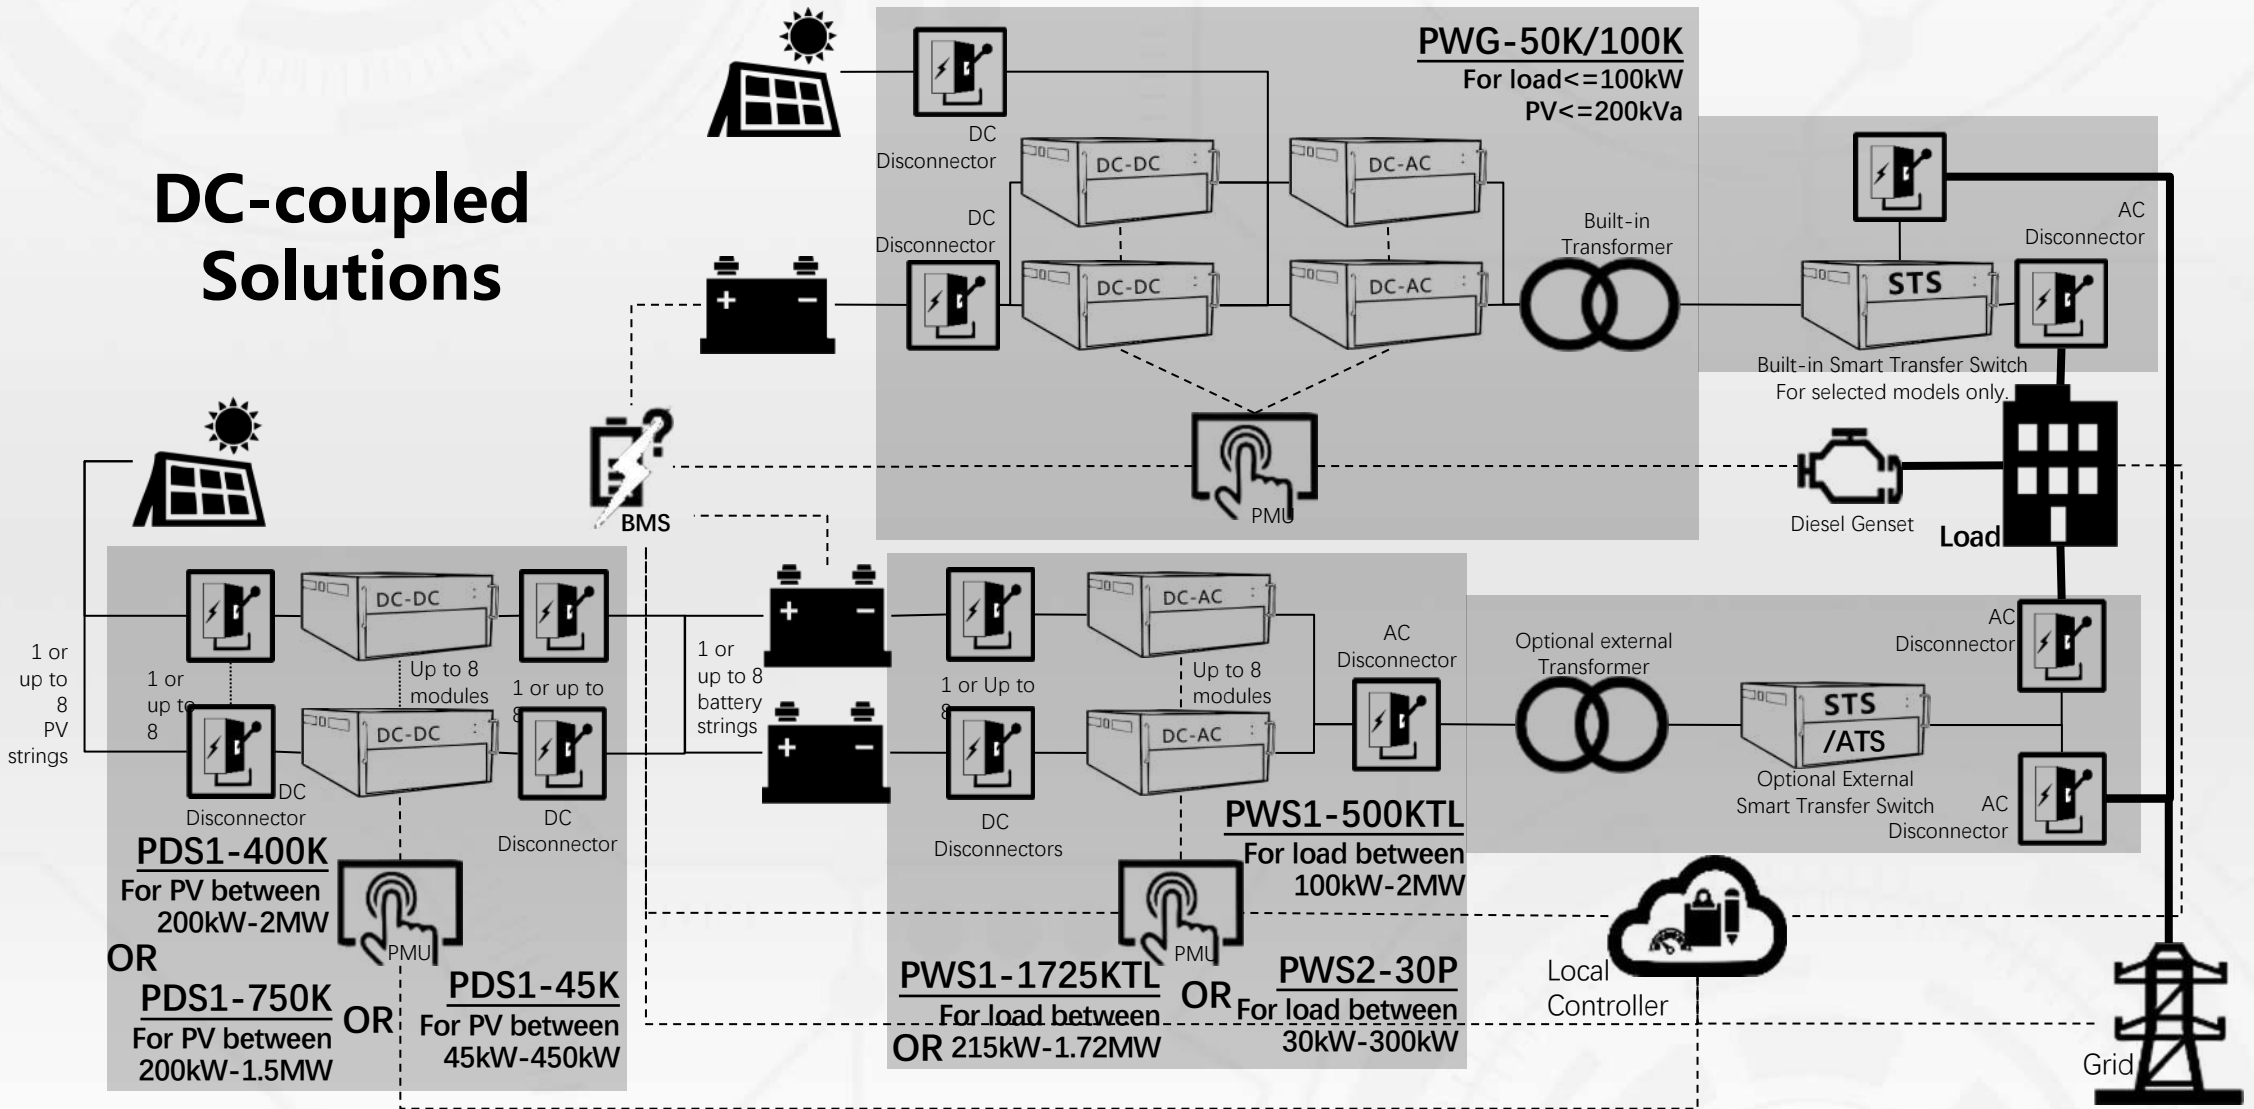 DC-coupled
Solutions
PWG-50K/100K
For load<=100kW
PV<=200kVa
DC
Disconnector
DC-DC
DC-AC
DC
Disconnector
DC-DC
DC-AC
Built-in
Transformer
STS
AC
Disconnector
Built-in Smart Transfer Switch
For selected models only.
PMU
BMS
Diesel Genset
Load
1 or
up to
8
PV
strings
1 or
up to
8
DC-DC
Up to 8
modules
DC-DC
1 or up to
8
DC
Disconnector
DC
Disconnector
1 or
up to 8
battery
strings
1 or Up to
8
DC
Disconnectors
DC-AC
Up to 8
modules
DC-AC
AC
Disconnector
Optional external
Transformer
STS
/ATS
Optional External
Smart Transfer Switch
AC
Disconnector
AC
Disconnector
PDS1-400K
For PV between
200kW-2MW
OR
PDS1-750K
For PV between
200kW-1.5MW
OR
PMU
PDS1-45K
For PV between
45kW-450kW
PWS1-500KTL
For load between
100kW-2MW
PMU
PWS1-1725KTL
For load between
OR 215kW-1.72MW
OR
PWS2-30P
For load between
30kW-300kW
Local
Controller
Grid